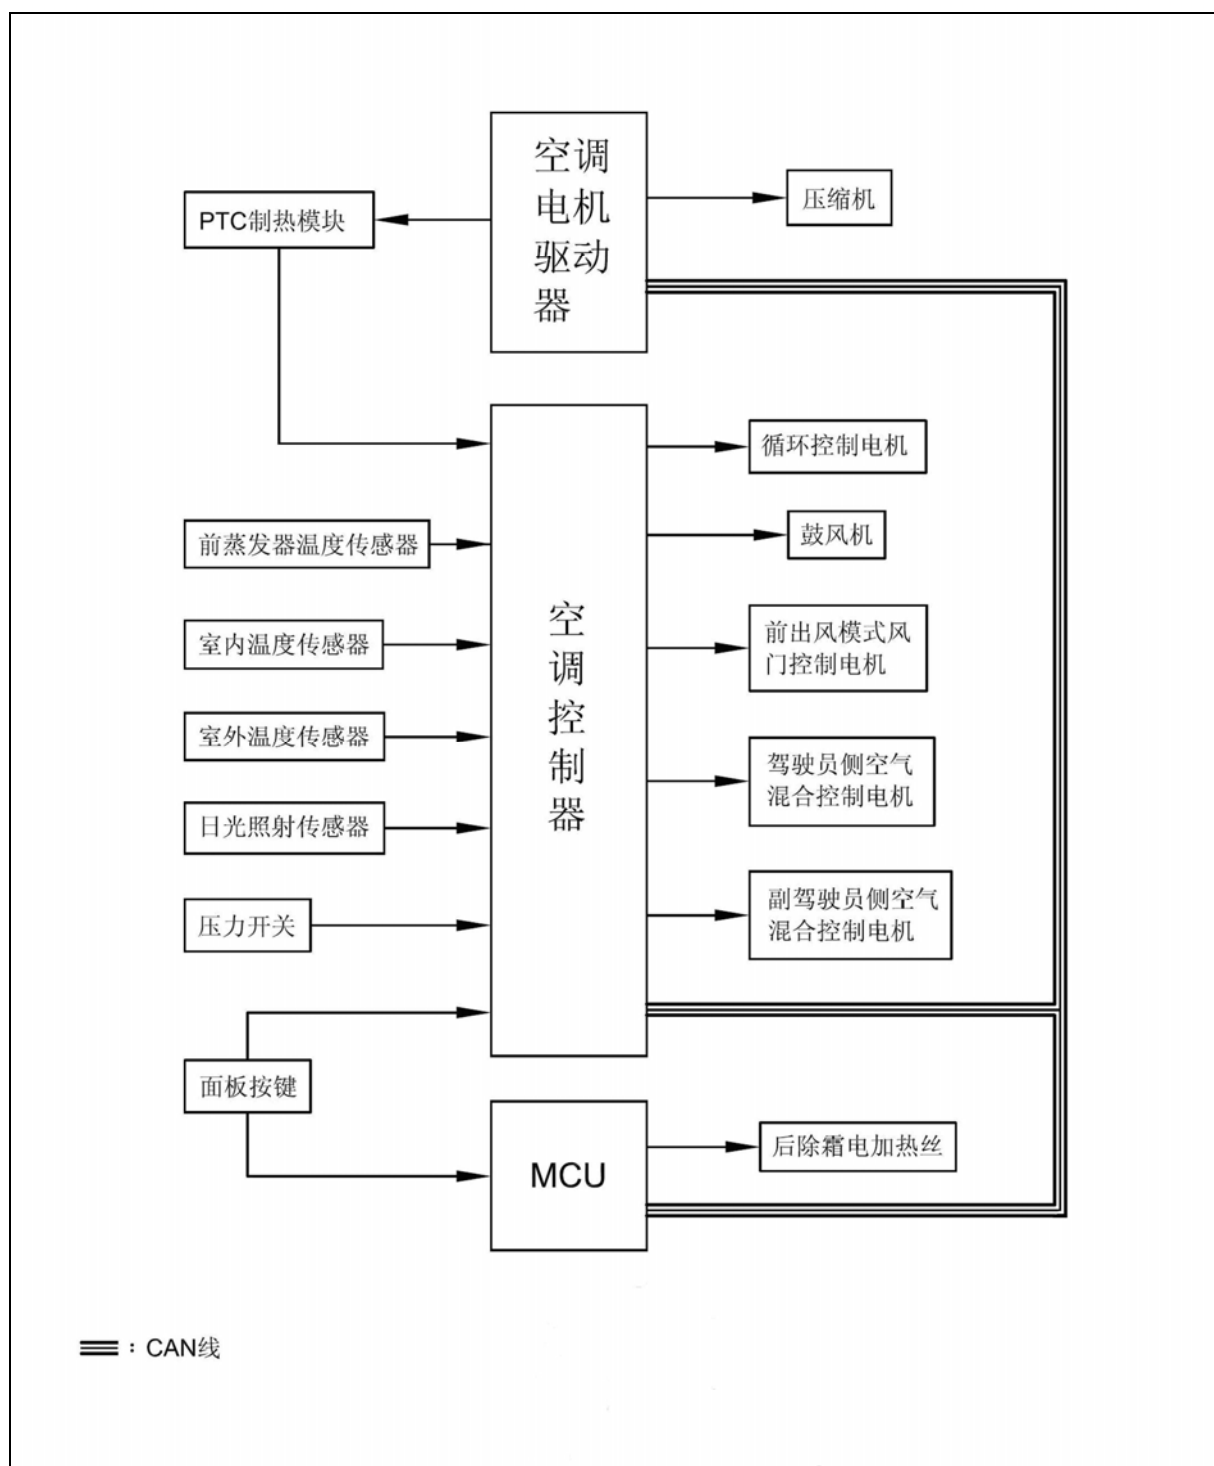 空调
电机
驱动
器
压缩机
PTC制热模块
循环控制电机
鼓风机
前蒸发器温度传感器
空
调
控
制
器
前出风模式风
门控制电机
室内温度传感器
室外温度传感器
驾驶员侧空气
混合控制电机
日光照射传感器
副驾驶员侧空气
混合控制电机
压力开关
面板按键
MCU
后除霜电加热丝
：CAN线